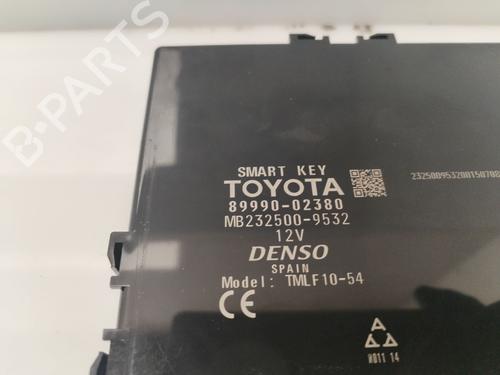 SMART KEY
TOYOTA
89990-02380
MB232500-9532
12V
DENSO
SPAIN
Model: TMLF10-54
CE
B-PARTS